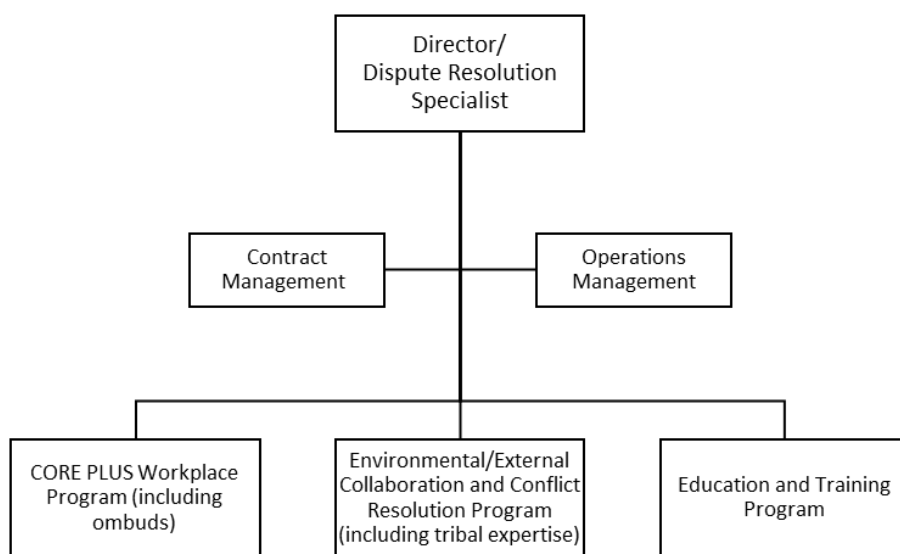 Director/
Dispute Resolution
Specialist
Contract
Management
Operations
Management
CORE PLUS Workplace
Program (including
ombuds)
Environmental/External
Collaboration and Conflict
Resolution Program
(including tribal expertise)
Education and Training
Program